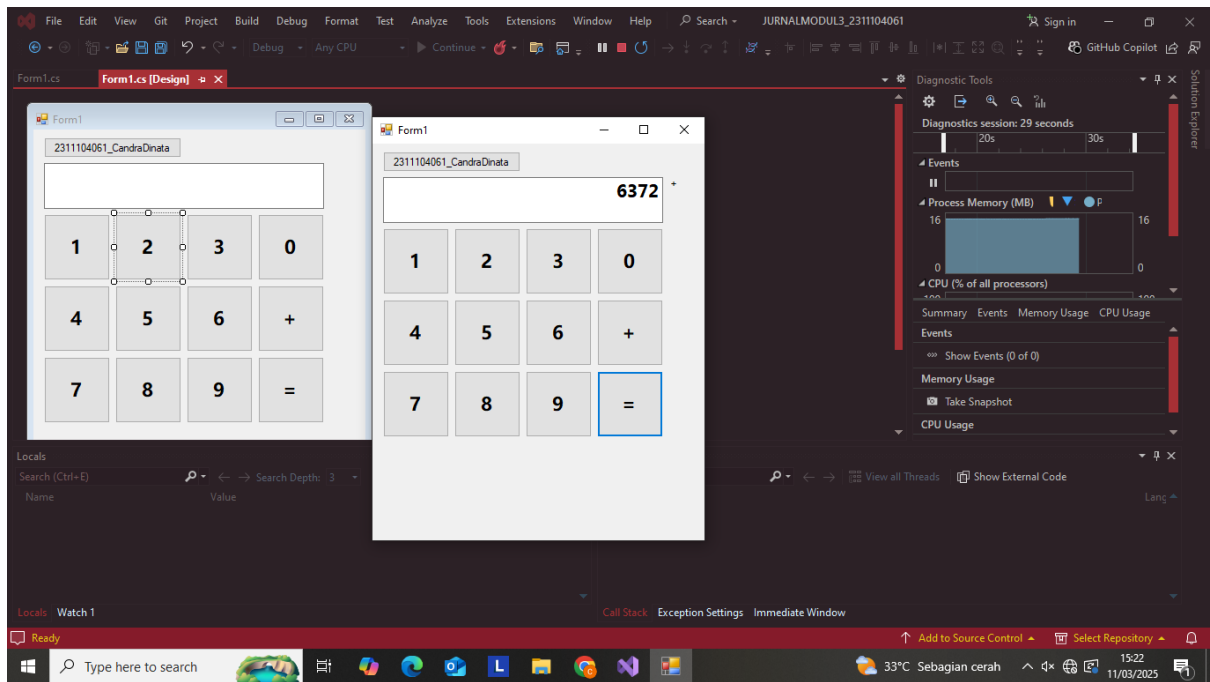 File Edit View Git Project Build Debug Format Test Analyze Tools Extensions Window Help Search JURNALMODUL3_2311104061 Sign in
Debug Any CPU Continue GitHub Copilot
Form1.cs Form1.cs [Design]
Form1
2311104061_CandraDinata
1 2 3 0
4 5 6 +
7 8 9 =
Form1
2311104061_CandraDinata
6372 +
1 2 3 0
4 5 6 +
7 8 9 =
Diagnostic Tools
Diagnostics session: 29 seconds
20s 30s
Events
Process Memory (MB) P
16 16
0 0
CPU (% of all processors)
100 100
Summary Events Memory Usage CPU Usage
Events
Show Events (0 of 0)
Memory Usage
Take Snapshot
CPU Usage
Solution Explorer
Locals
Search (Ctrl+E) Search Depth: 3
Name Value
View all Threads Show External Code
Lang
Locals Watch 1
Call Stack Exception Settings Immediate Window
Ready Add to Source Control Select Repository
Type here to search L 33°C Sebagian cerah 15:22
11/03/2025 1